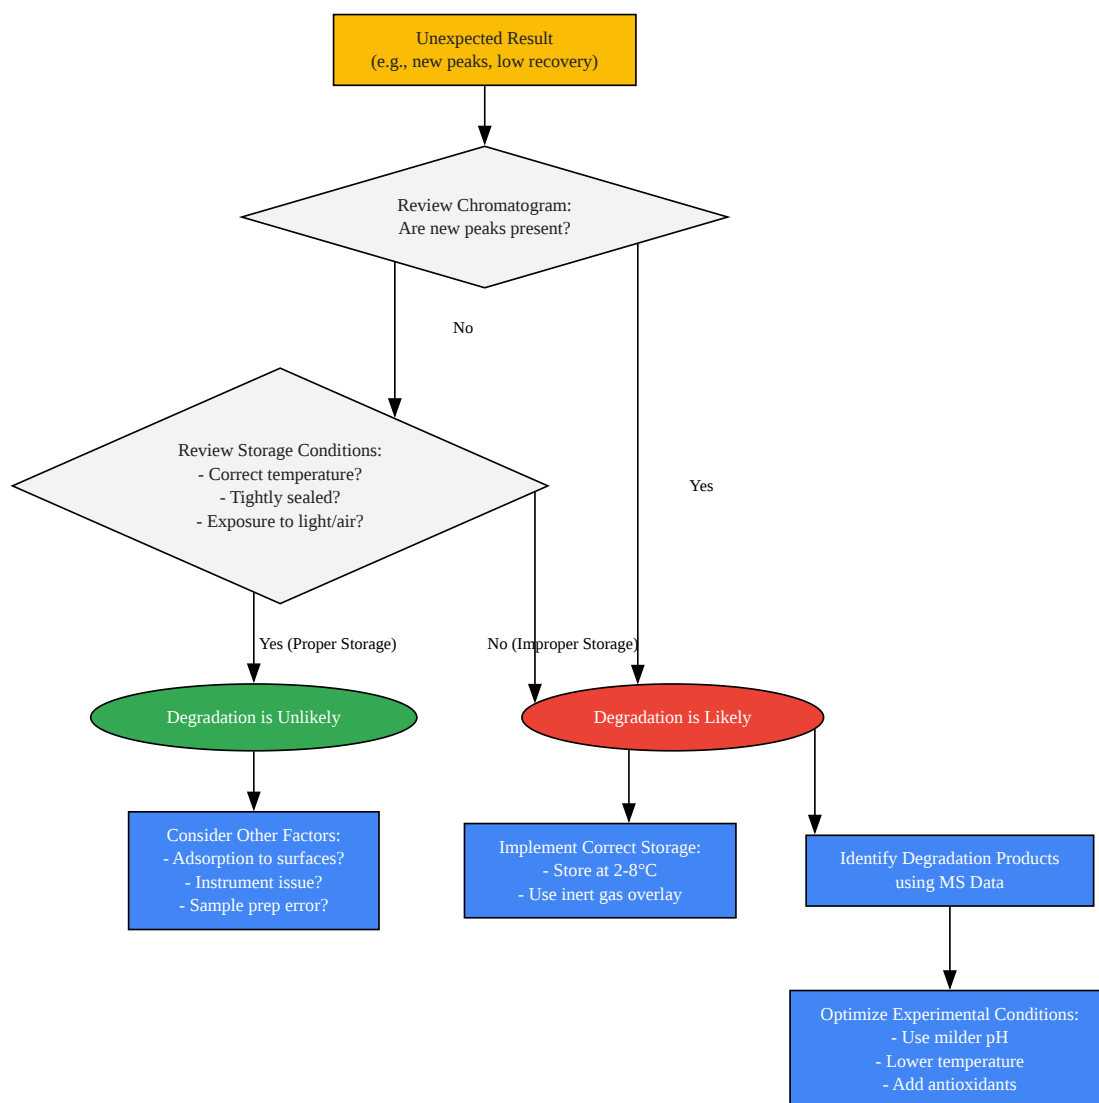 Unexpected Result
(e.g., new peaks, low recovery)
Review Chromatogram:
Are new peaks present?
No
Review Storage Conditions:
- Correct temperature?
- Tightly sealed?
- Exposure to light/air?
Yes
Yes (Proper Storage)
No (Improper Storage)
Degradation is Unlikely
Degradation is Likely
Consider Other Factors:
- Adsorption to surfaces?
- Instrument issue?
- Sample prep error?
Implement Correct Storage:
- Store at 2-8°C
- Use inert gas overlay
Identify Degradation Products
using MS Data
Optimize Experimental Conditions:
- Use milder pH
- Lower temperature
- Add antioxidants